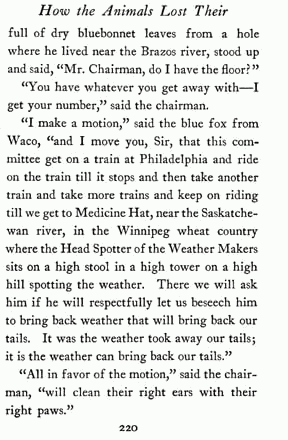 How the Animals Lost Their
full of dry bluebonnet leaves from a hole
where he lived near the Brazos river, stood up
and said, “Mr. Chairman, do I have the floor?”
“You have whatever you get away with—I
get your number,” said the chairman.
“I make a motion,” said the blue fox from
Waco, “and I move you, Sir, that this com-
mittee get on a train at Philadelphia and ride
on the train till it stops and then take another
train and take more trains and keep on riding
till we get to Medicine Hat, near the Saskatche-
wan river, in the Winnipeg wheat country
where the Head Spotter of the Weather Makers
sits on a high stool in a high tower on a high
hill spotting the weather. There we will ask
him if he will respectfully let us beseech him
to bring back weather that will bring back our
tails. It was the weather took away our tails;
it is the weather can bring back our tails.”
“All in favor of the motion,” said the chair-
man, “will clean their right ears with their
right paws.”
220